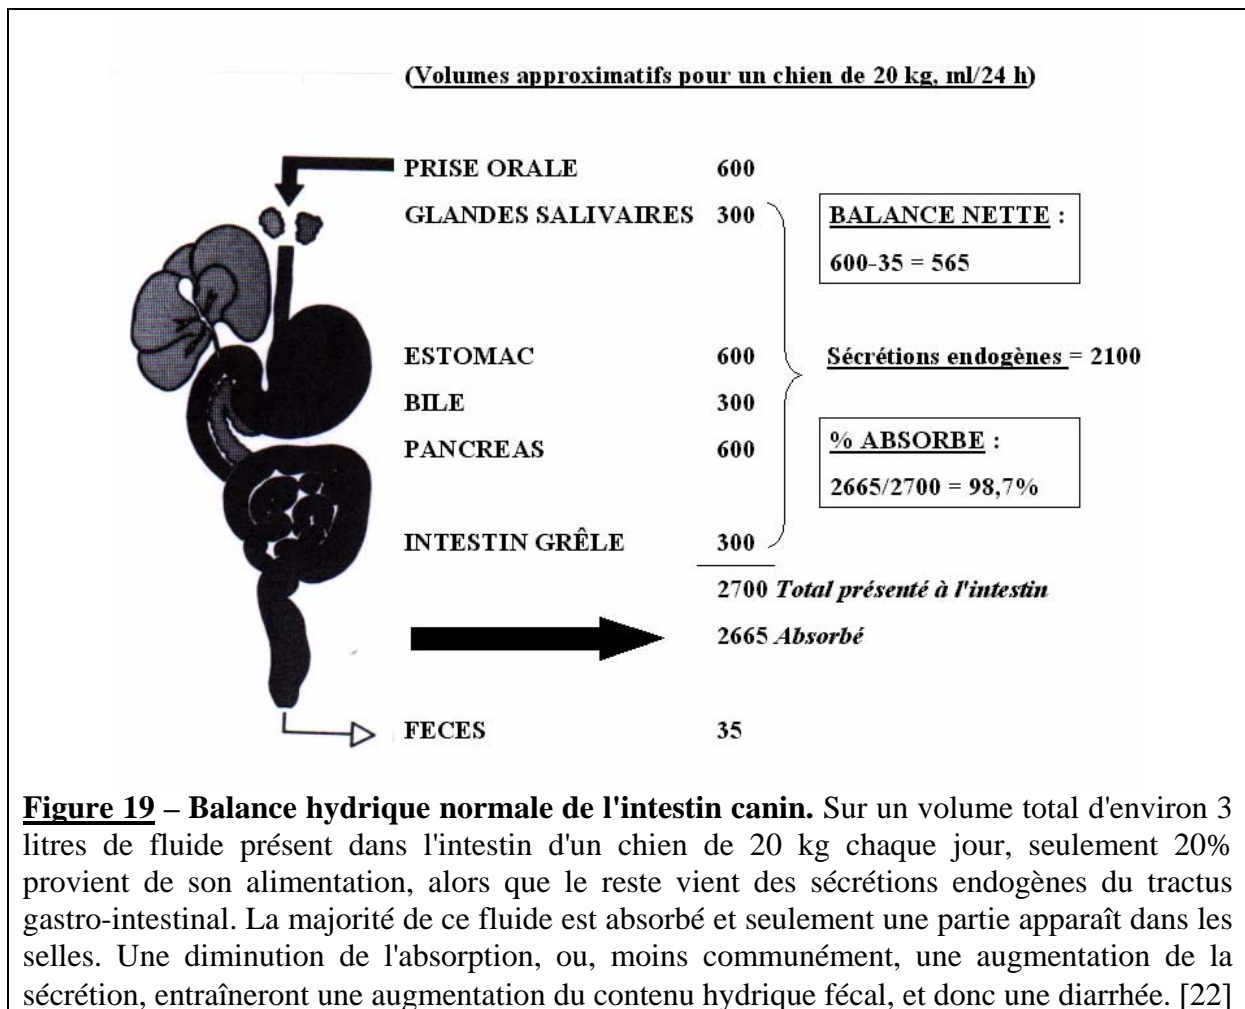 (Volumes approximatifs pour un chien de 20 kg, ml/24 h)
PRISE ORALE 600
GLANDES SALIVAIRES 300
BALANCE NETTE :
600-35 = 565
ESTOMAC 600
Sécrétions endogènes = 2100
BILE 300
PANCREAS 600
% ABSORBE :
2665/2700 = 98,7%
INTESTIN GRÊLE 300
2700 Total présenté à l'intestin
2665 Absorbé
FECES 35
Figure 19 – Balance hydrique normale de l'intestin canin. Sur un volume total d'environ 3
litres de fluide présent dans l'intestin d'un chien de 20 kg chaque jour, seulement 20%
provient de son alimentation, alors que le reste vient des sécrétions endogènes du tractus
gastro-intestinal. La majorité de ce fluide est absorbé et seulement une partie apparaît dans les
selles. Une diminution de l'absorption, ou, moins communément, une augmentation de la
sécrétion, entraîneront une augmentation du contenu hydrique fécal, et donc une diarrhée. [22]